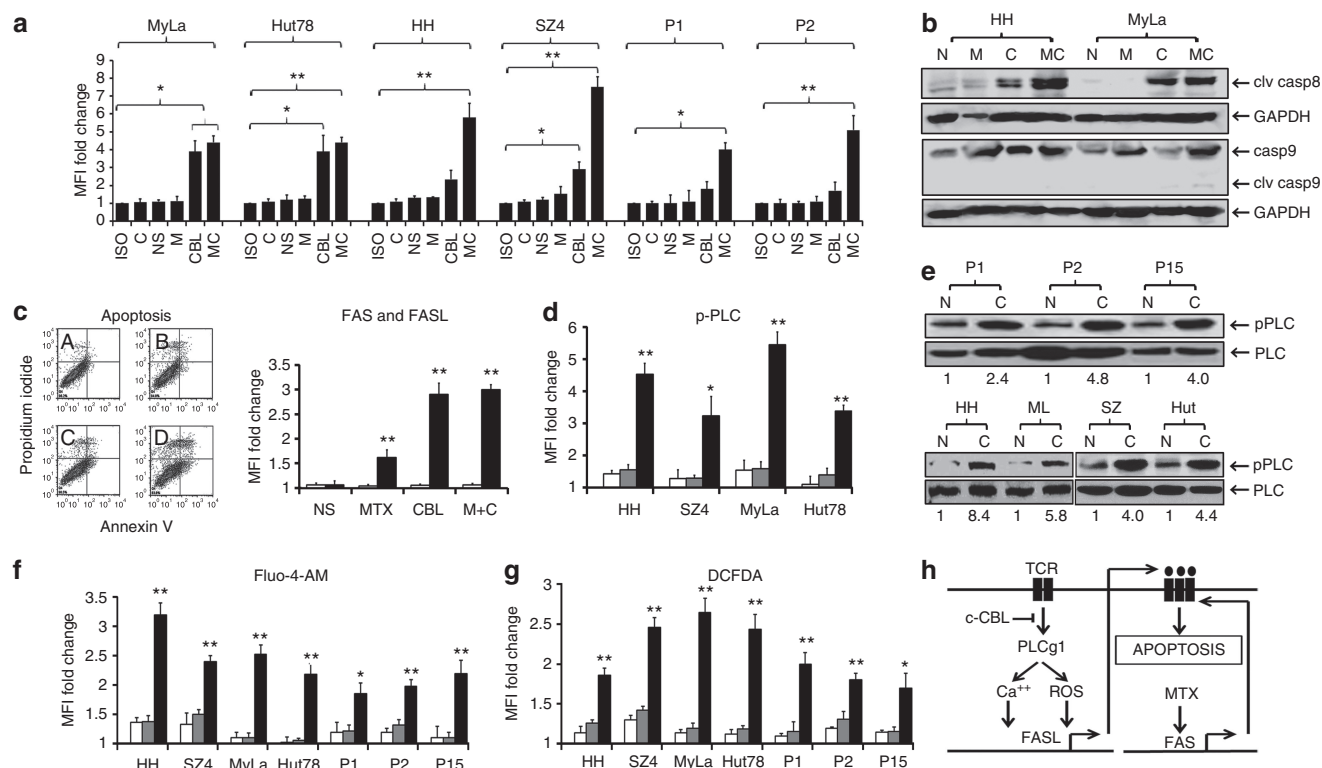 a
MyLa Hut78 HH SZ4 P1 P2
MFI fold change
9
8
7
6
5
4
3
2
1
0
* * ** ** * ** * **
ISO C NS M CBL MC ISO C NS M CBL MC ISO C NS M CBL MC ISO C NS M CBL MC ISO C NS M CBL MC ISO C NS M CBL MC
b
HH MyLa
N M C MC N M C MC
clv casp8
GAPDH
casp9
clv casp9
GAPDH
c
Apoptosis
A B
C D
Propidium iodide
Annexin V
FAS and FASL
MFI fold change
3.5
3
2.5
2
1.5
1
** ** **
NS MTX CBL M+C
d
p-PLC
MFI fold change
6
5
4
3
2
1
** * ** **
HH SZ4 MyLa Hut78
e
P1 P2 P15
N C N C N C
pPLC
PLC
1 2.4 1 4.8 1 4.0
HH ML SZ Hut
N C N C N C N C
pPLC
PLC
1 8.4 1 5.8 1 4.0 1 4.4
f
Fluo-4-AM
MFI fold change
3.5
3
2.5
2
1.5
1
** ** ** ** * ** **
HH SZ4 MyLa Hut78 P1 P2 P15
g
DCFDA
MFI fold change
3
2.5
2
1.5
1
** ** ** ** ** ** *
HH SZ4 MyLa Hut78 P1 P2 P15
h
TCR
c-CBL
PLCg1
Ca++ ROS
FASL
APOPTOSIS
MTX
FAS